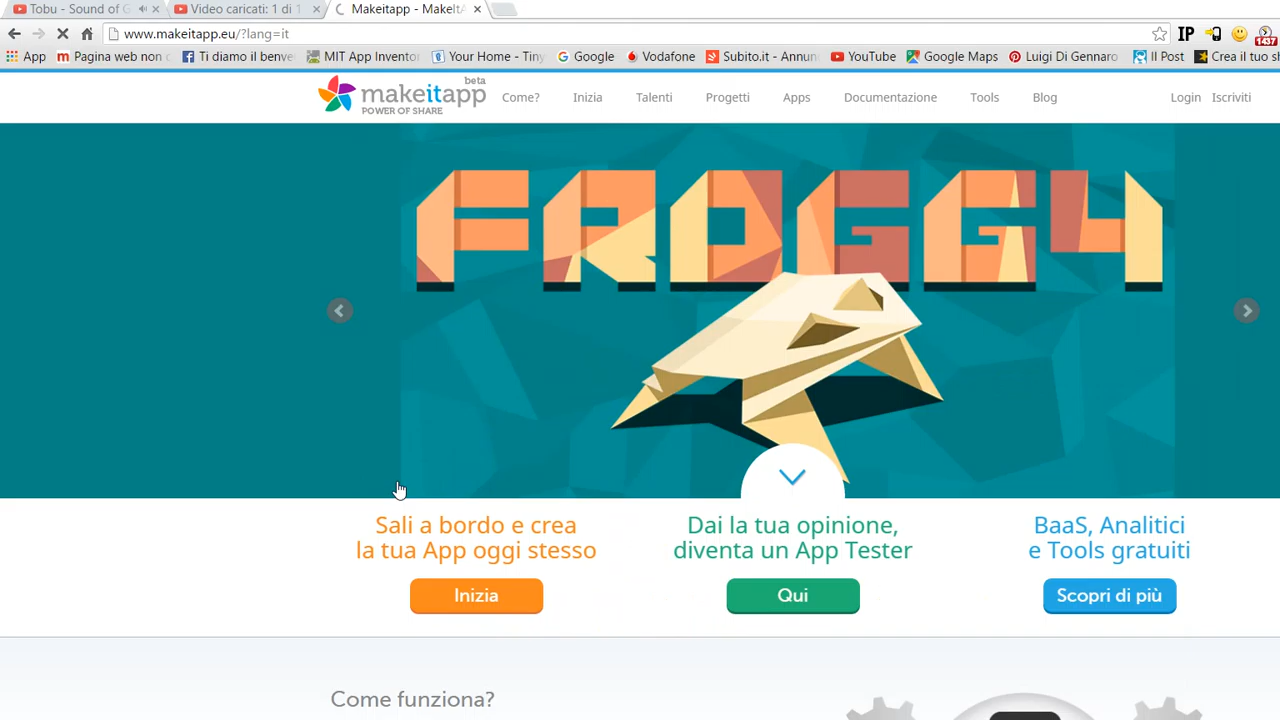 Tobu - Sound of G
Video caricati: 1 di 1
Makeitapp - MakeItA
www.makeitapp.eu/?lang=it
IP
App
Pagina web non c
Ti diamo il benve
MIT App Inventor
Your Home - Tiny
Google
Vodafone
Subito.it - Annun
YouTube
Google Maps
Luigi Di Gennaro
Il Post
Crea il tuo s
1437
beta
makeitapp
POWER OF SHARE
Come?
Inizia
Talenti
Progetti
Apps
Documentazione
Tools
Blog
Login
Iscriviti
FROGG4
Sali a bordo e crea
la tua App oggi stesso
Inizia
Dai la tua opinione,
diventa un App Tester
Qui
BaaS, Analitici
e Tools gratuiti
Scopri di più
Come funziona?